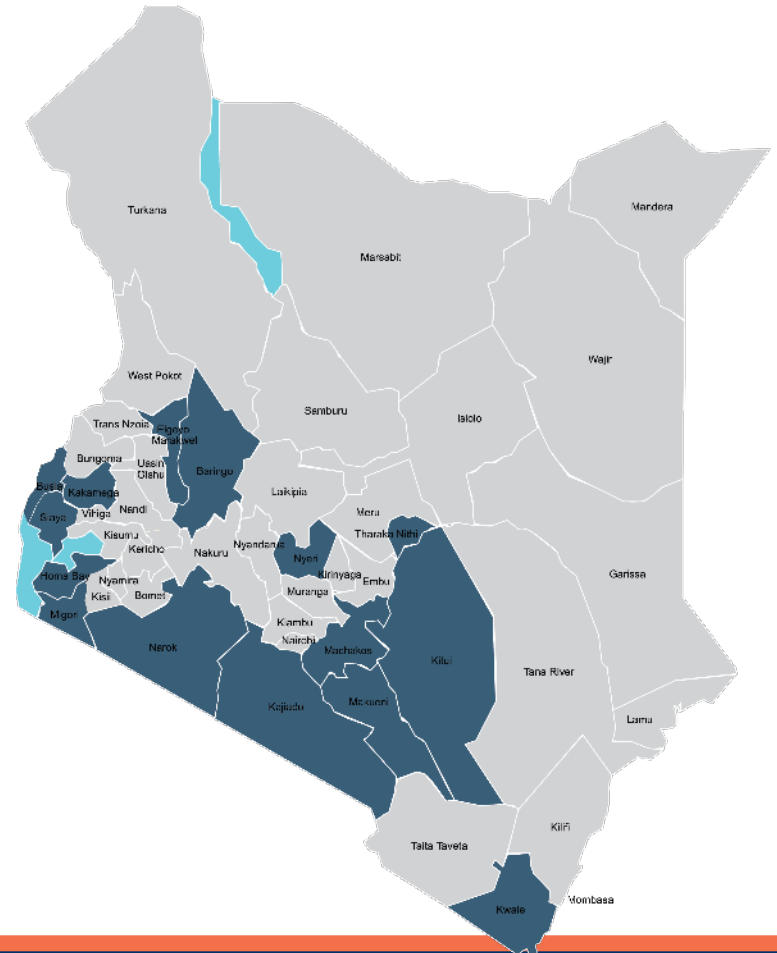 Turkana
Mandera
Marsabit
Wajir
West Pokot
Samburu
Isiolo
Trans Nzoia
Elgeyo
Marakwet
Bungoma
Uasin
Gishu
Baringo
Laikipia
Busia
Kakamega
Nandi
Meru
Siaya
Vihiga
Tharaka Nithi
Kisumu
Kericho
Nakuru
Nyandarua
Nyeri
Kirinyaga
Embu
Garissa
Homa Bay
Nyamira
Kisii
Bomet
Muranga
Migori
Kiambu
Nairobi
Narok
Machakos
Kitui
Tana River
Kajiado
Makueni
Lamu
Kilifi
Taita Taveta
Mombasa
Kwale